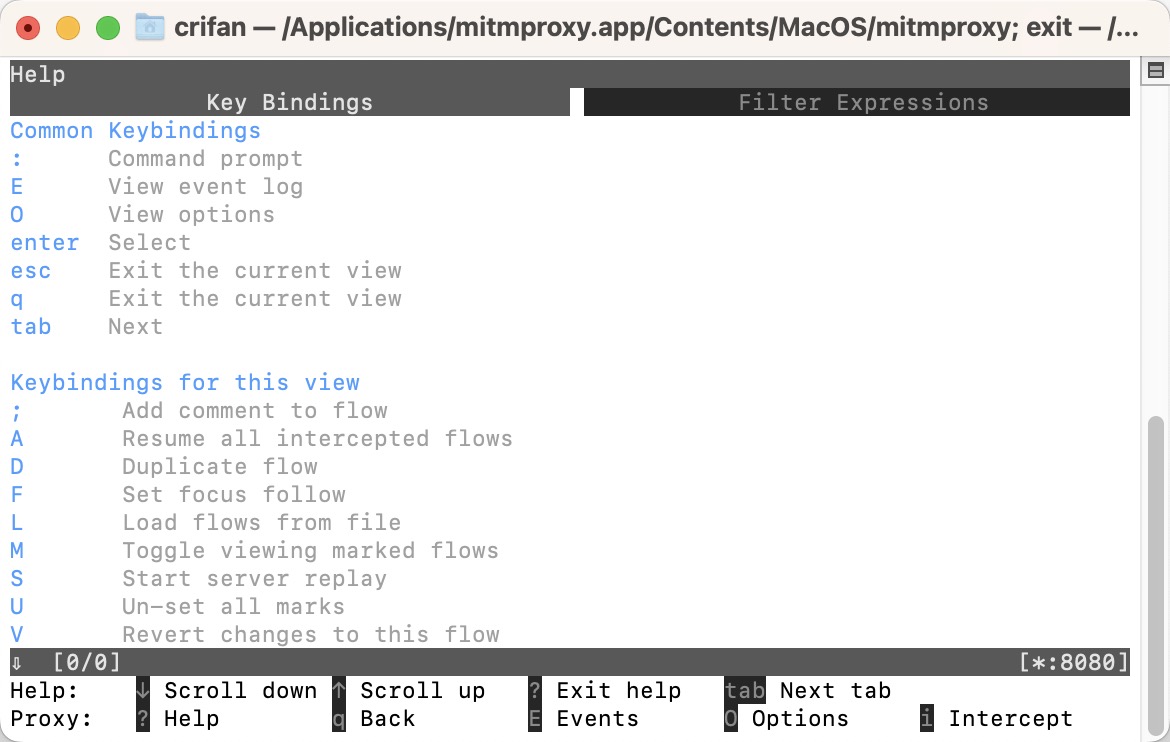 crifan — /Applications/mitmproxy.app/Contents/MacOS/mitmproxy; exit — /...
Help
Key Bindings Filter Expressions
Common Keybindings
: Command prompt
E View event log
O View options
enter Select
esc Exit the current view
q Exit the current view
tab Next
Keybindings for this view
; Add comment to flow
A Resume all intercepted flows
D Duplicate flow
F Set focus follow
L Load flows from file
M Toggle viewing marked flows
S Start server replay
U Un-set all marks
V Revert changes to this flow
⇩ [0/0] [*:8080]
Help: ↓ Scroll down ↑ Scroll up ? Exit help tab Next tab
Proxy: ? Help q Back E Events O Options i Intercept